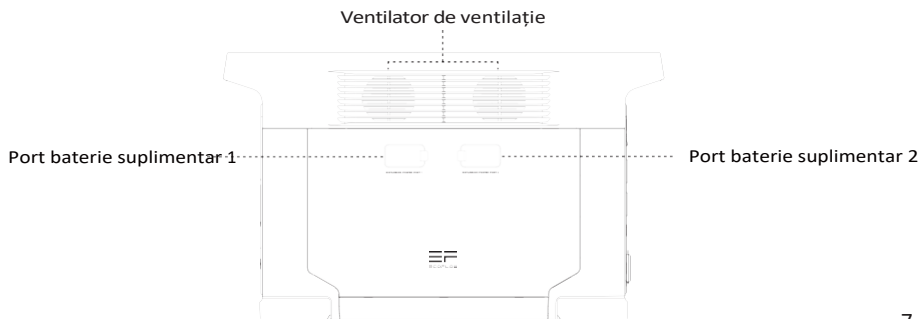 Ventilator de ventilație
Port baterie suplimentar 1
Port baterie suplimentar 2
EF
7